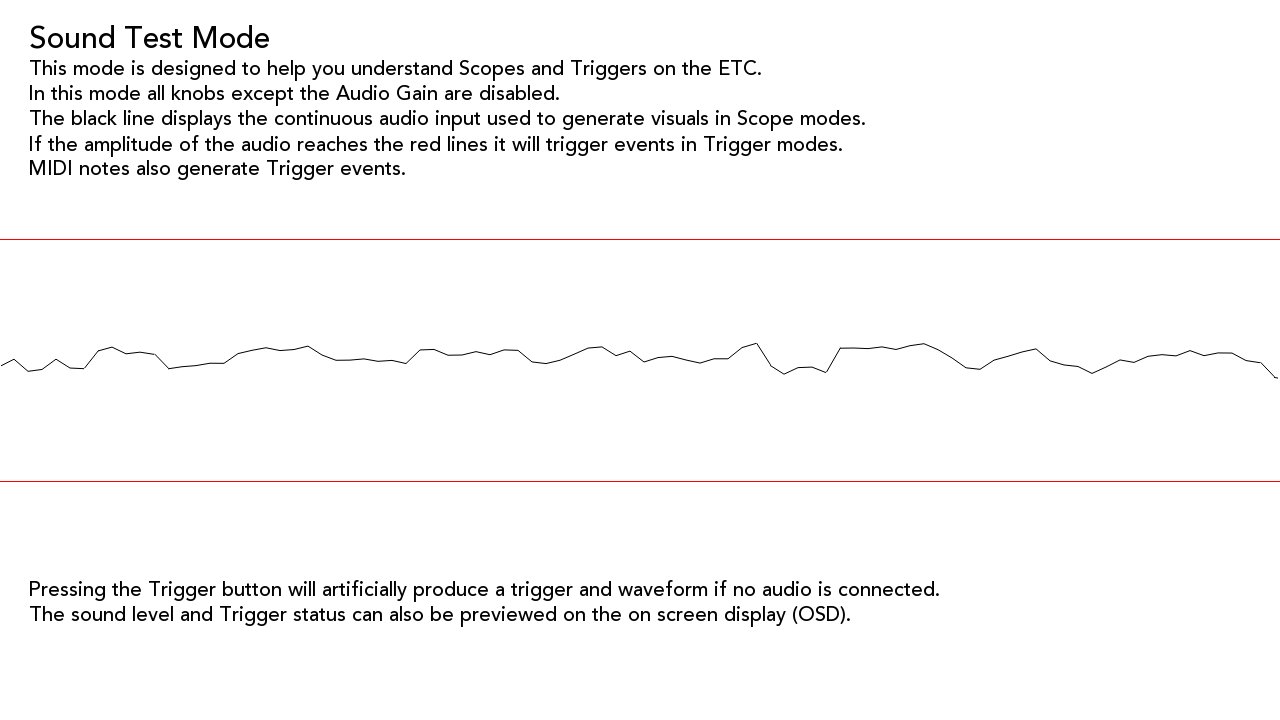 Sound Test Mode
This mode is designed to help you understand Scopes and Triggers on the ETC.
In this mode all knobs except the Audio Gain are disabled.
The black line displays the continuous audio input used to generate visuals in Scope modes.
If the amplitude of the audio reaches the red lines it will trigger events in Trigger modes.
MIDI notes also generate Trigger events.
Pressing the Trigger button will artificially produce a trigger and waveform if no audio is connected.
The sound level and Trigger status can also be previewed on the on screen display (OSD).